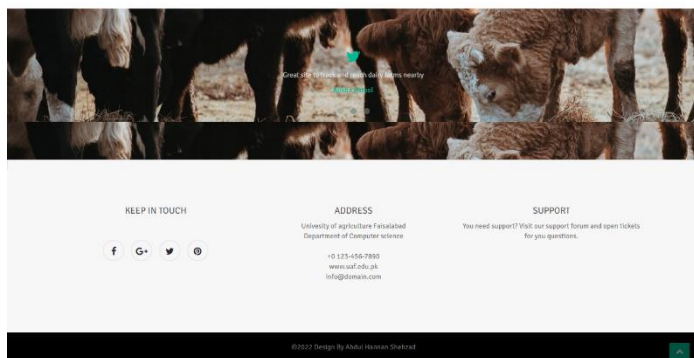 Great site to track and reach dairy farms nearby
KEEP IN TOUCH
G+
ADDRESS
Univesity of agriculture Faisalabad
Department of Computer science
+0 123-456-7890
www.uaf.edu.pk
info@domain.com
SUPPORT
You need support? Visit our support forum and open tickets
for you questions.
©2022 Design By Abdul Hannan Shehzad